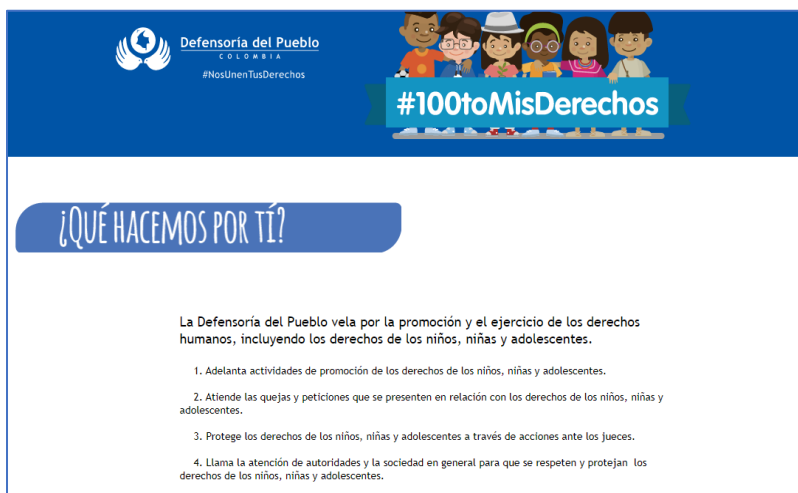 Defensoría del Pueblo
COLOMBIA
#NosUnenTusDerechos
#100toMisDerechos
¿QUÉ HACEMOS POR TÍ?
La Defensoría del Pueblo vela por la promoción y el ejercicio de los derechos
humanos, incluyendo los derechos de los niños, niñas y adolescentes.
1. Adelanta actividades de promoción de los derechos de los niños, niñas y adolescentes.
2. Atiende las quejas y peticiones que se presenten en relación con los derechos de los niños, niñas y
adolescentes.
3. Protege los derechos de los niños, niñas y adolescentes a través de acciones ante los jueces.
4. Llama la atención de autoridades y la sociedad en general para que se respeten y protejan los
derechos de los niños, niñas y adolescentes.